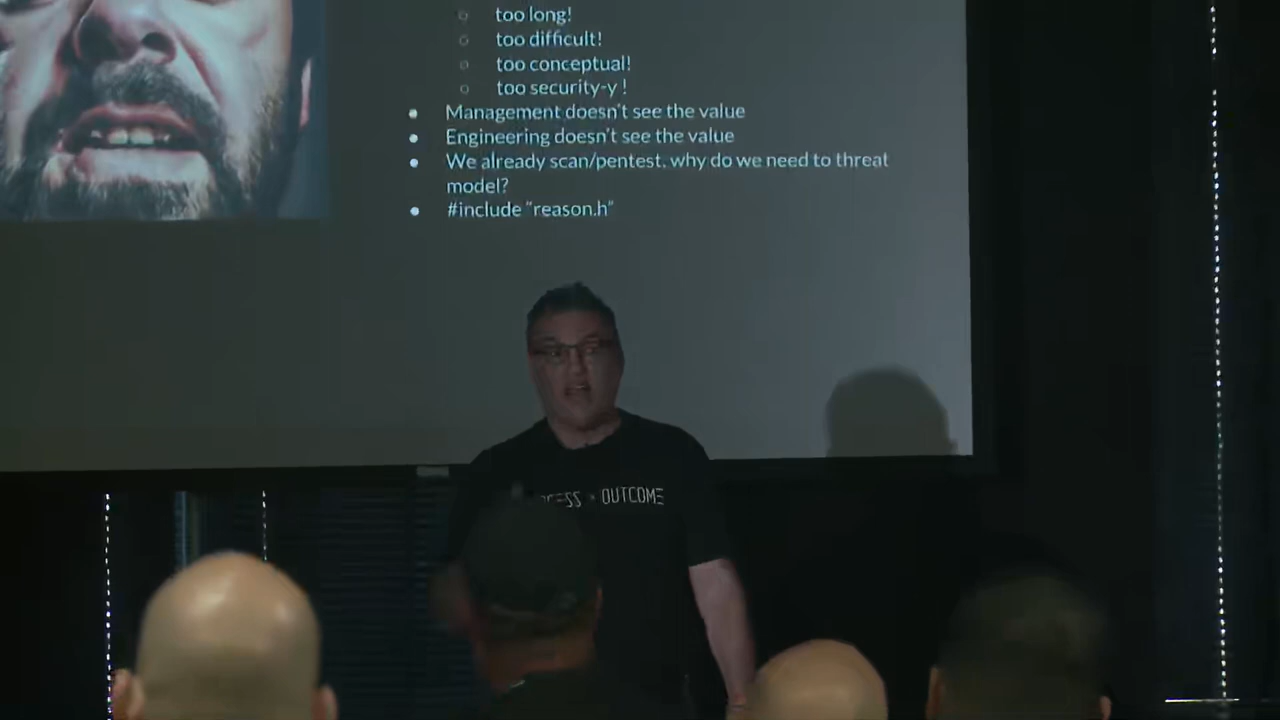 too long!
too difficult!
too conceptual!
too security-y !
Management doesn't see the value
Engineering doesn't see the value
We already scan/pentest, why do we need to threat
model?
#include "reason.h"
OUTCOME